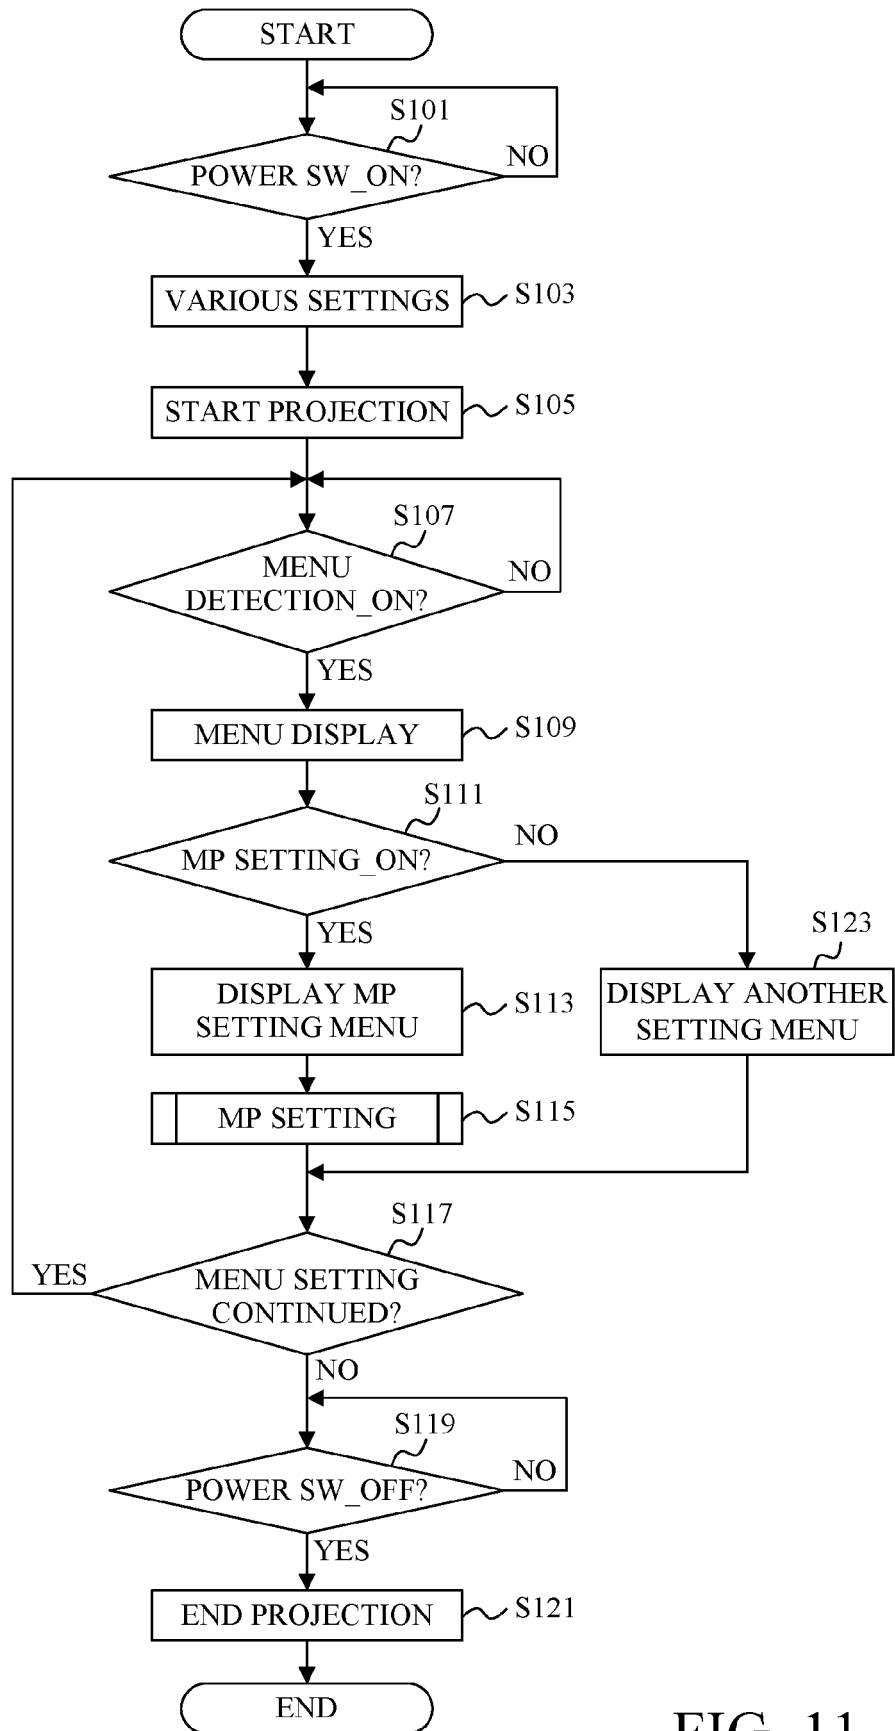 START
S101
POWER SW_ON?
NO
YES
VARIOUS SETTINGS
S103
START PROJECTION
S105
S107
MENU
DETECTION_ON?
NO
YES
MENU DISPLAY
S109
S111
MP SETTING_ON?
NO
YES
S123
DISPLAY MP
SETTING MENU
S113
DISPLAY ANOTHER
SETTING MENU
MP SETTING
S115
S117
YES
MENU SETTING
CONTINUED?
NO
S119
POWER SW_OFF?
NO
YES
END PROJECTION
S121
END
FIG. 11